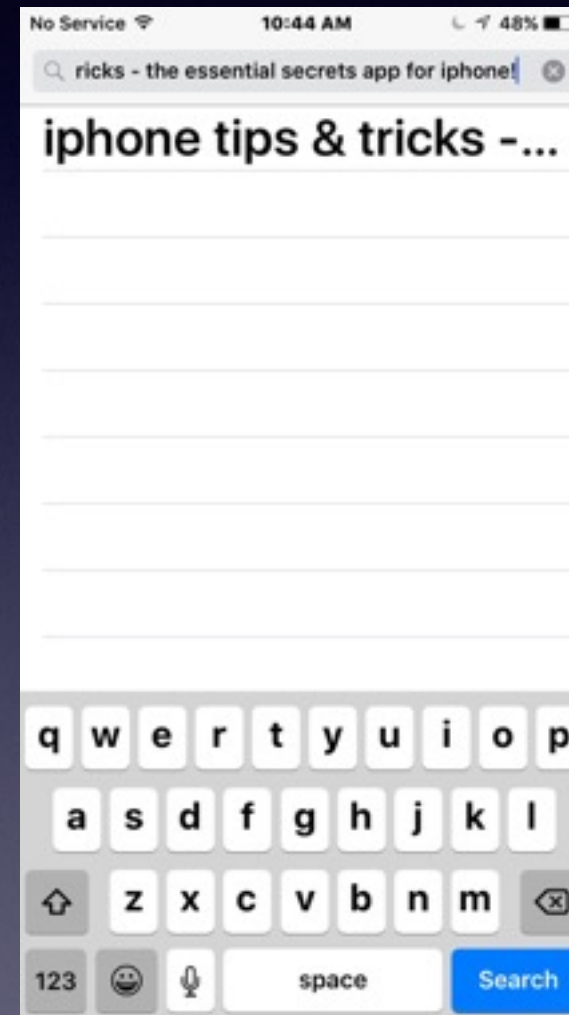 No Service 10:44 AM 48%
ricks - the essential secrets app for iphone!
iphone tips & tricks -...
q w e r t y u i o p
a s d f g h j k l
z x c v b n m
123 space Search